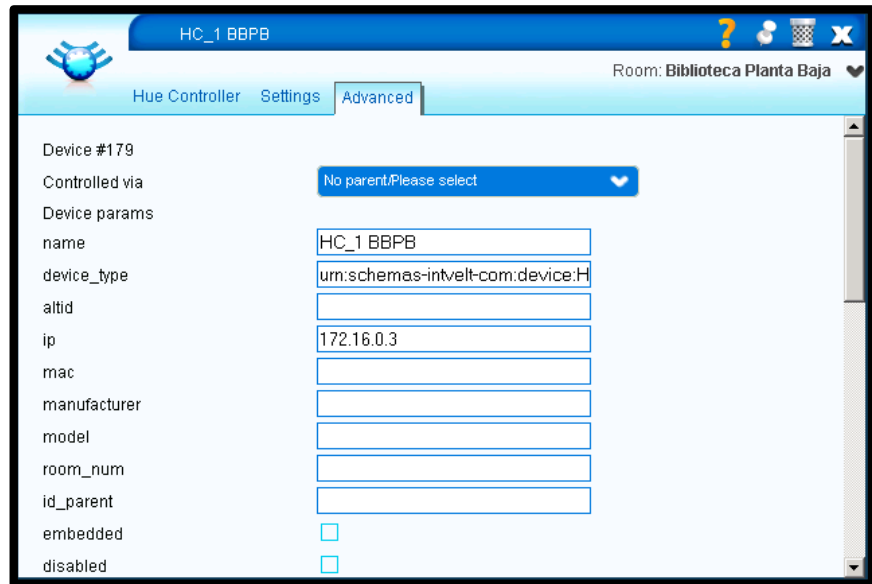 HC_1 BBPB
Room: Biblioteca Planta Baja
Hue Controller Settings Advanced
Device #179
Controlled via No parent/Please select
Device params
name HC_1 BBPB
device_type urn:schemas-intvelt-com:device:H
altid
ip 172.16.0.3
mac
manufacturer
model
room_num
id_parent
embedded
disabled